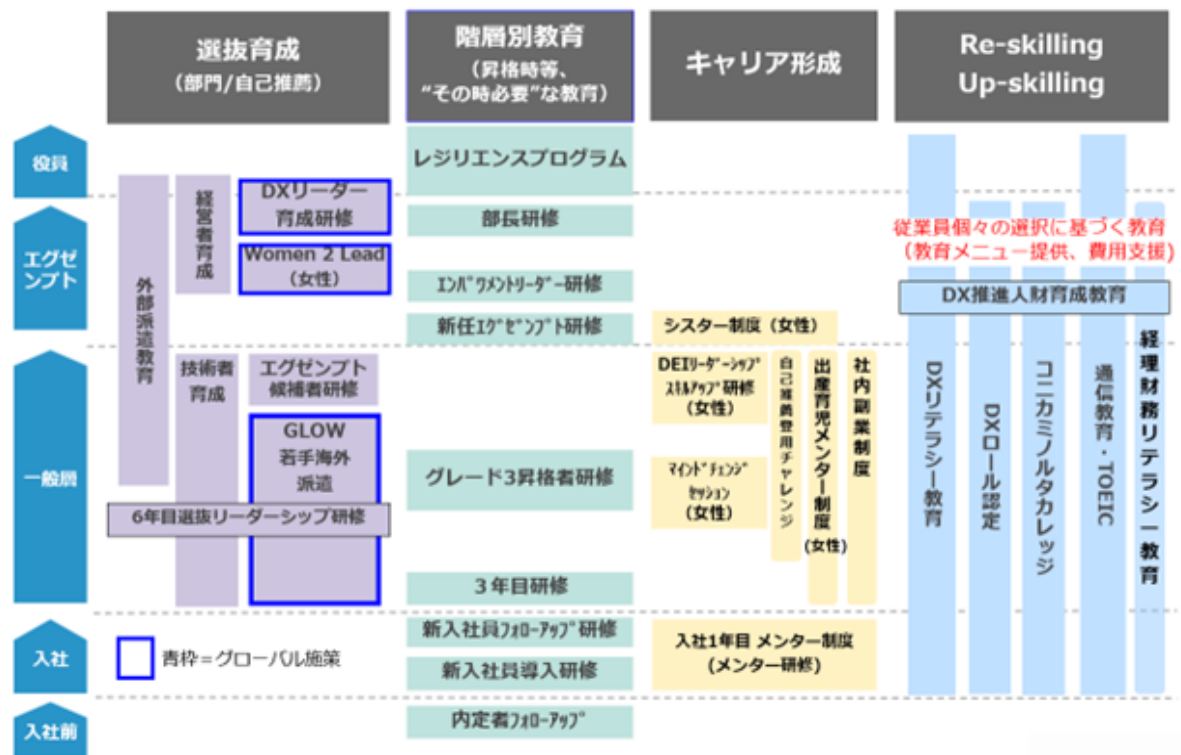 選抜育成
(部門/自己推薦)
階層別教育
(昇格時等、
“その時必要”な教育)
キャリア形成
Re-skilling
Up-skilling
役員
エグゼ
ンプト
一般層
入社
入社前
外部派遣教育
経営者育成
DXリーダー
育成研修
Women 2 Lead
(女性)
技術者
育成
エグゼンプト
候補者研修
GLOW
若手海外
派遣
6年目選抜リーダーシップ研修
青枠=グローバル施策
レジリエンスプログラム
部長研修
エンパワメントリーダー研修
新任エグゼンプト研修
グレード3昇格者研修
3年目研修
新入社員フォローアップ研修
新入社員導入研修
内定者フォローアップ
シスター制度(女性)
DEIリーダーシップ
スキルアップ研修
(女性)
マインドチェンジ
セッション
(女性)
自己推薦登用チャレンジ
出産育児メンター制度
(女性)
社内副業制度
入社1年目 メンター制度
(メンター研修)
従業員個々の選択に基づく教育
(教育メニュー提供、費用支援)
DX推進人財育成教育
DXリテラシー教育
DXロール認定
コニカミノルタカレッジ
通信教育・TOEIC
経理財務リテラシー教育